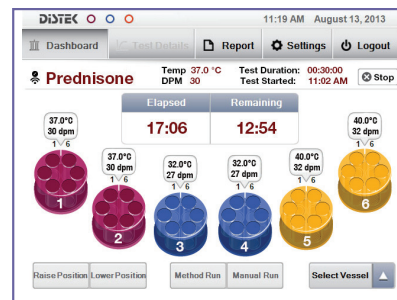 DISTEK
11:19 AM August 13, 2013
Dashboard
Test Details
Report
Settings
Logout
Prednisone
Temp 37.0 °C
DPM 30
Test Duration: 00:30:00
Test Started: 11:02 AM
Stop
Elapsed
Remaining
17:06
12:54
37.0°C
30 dpm
1 6
1
37.0°C
30 dpm
1 6
2
32.0°C
27 dpm
1 6
3
32.0°C
27 dpm
1 6
4
40.0°C
32 dpm
1 6
5
40.0°C
32 dpm
1 6
6
Raise Position
Lower Position
Method Run
Manual Run
Select Vessel